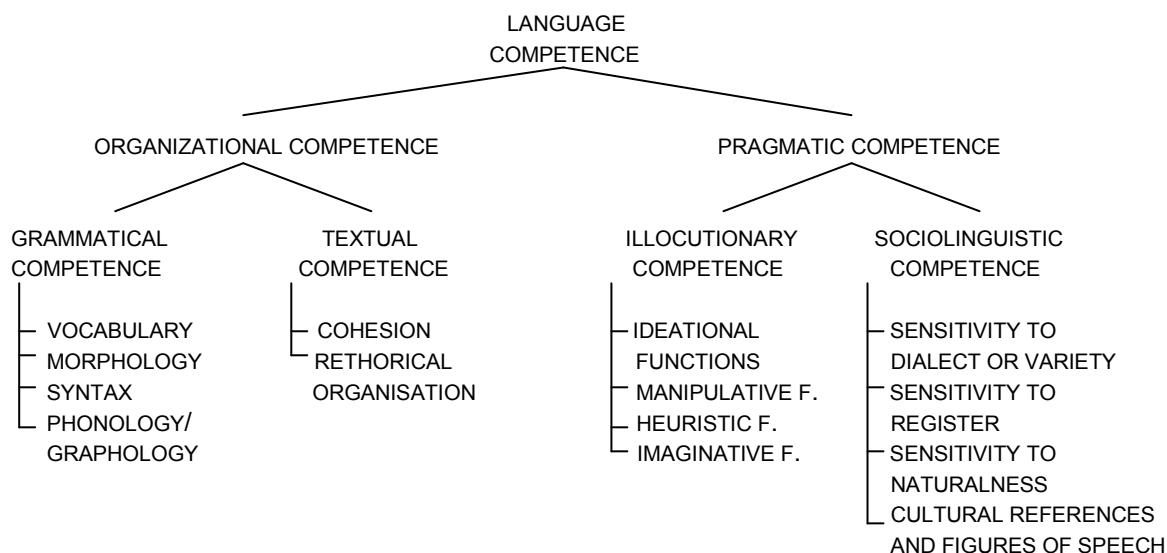 LANGUAGE
COMPETENCE
ORGANIZATIONAL COMPETENCE
PRAGMATIC COMPETENCE
GRAMMATICAL
COMPETENCE
TEXTUAL
COMPETENCE
ILLOCUTIONARY
COMPETENCE
SOCIOLINGUISTIC
COMPETENCE
VOCABULARY
MORPHOLOGY
SYNTAX
PHONOLOGY/
GRAPHOLOGY
COHESION
RETHORICAL
ORGANISATION
IDEATIONAL
FUNCTIONS
MANIPULATIVE F.
HEURISTIC F.
IMAGINATIVE F.
SENSITIVITY TO
DIALECT OR VARIETY
SENSITIVITY TO
REGISTER
SENSITIVITY TO
NATURALNESS
CULTURAL REFERENCES
AND FIGURES OF SPEECH